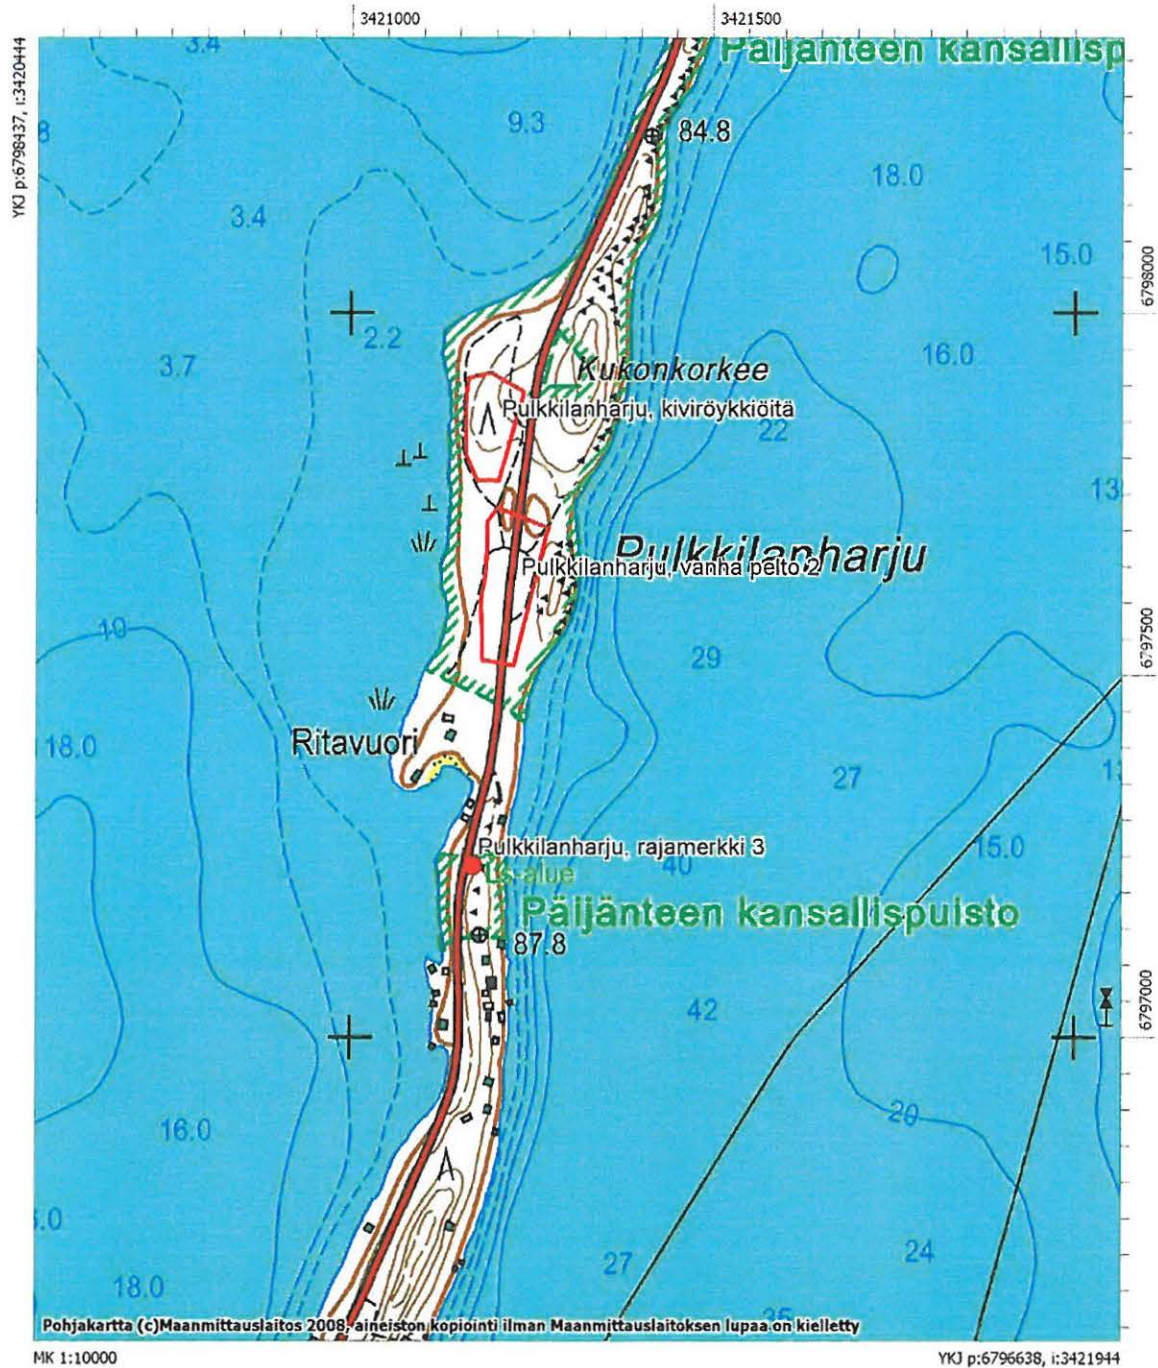 3421000
3421500
YKJ p:6798437, i:3420444
3.4
Päijänteen kansallisp
9.3
84.8
8
18.0
3.4
15.0
6798000
2.2
3.7
16.0
Kukonkorkee
Pulkkilanharju, kiviröykkiöitä
22
13
Pulkkilanharju
Pulkkilanharju, vanha pelto 2
10
29
6797500
Ritavuori
18.0
27
1
Pulkkilanharju, rajamerkki 3
15.0
40
Ls-alue
Päijänteen kansallispuisto
87.8
42
6797000
20
16.0
.0
24
27
18.0
25
Pohjakartta (c)Maanmittauslaitos 2008, aineiston kopiointi ilman Maanmittauslaitoksen lupaa on kielletty
MK 1:10000
YKJ p:6796638, i:3421944